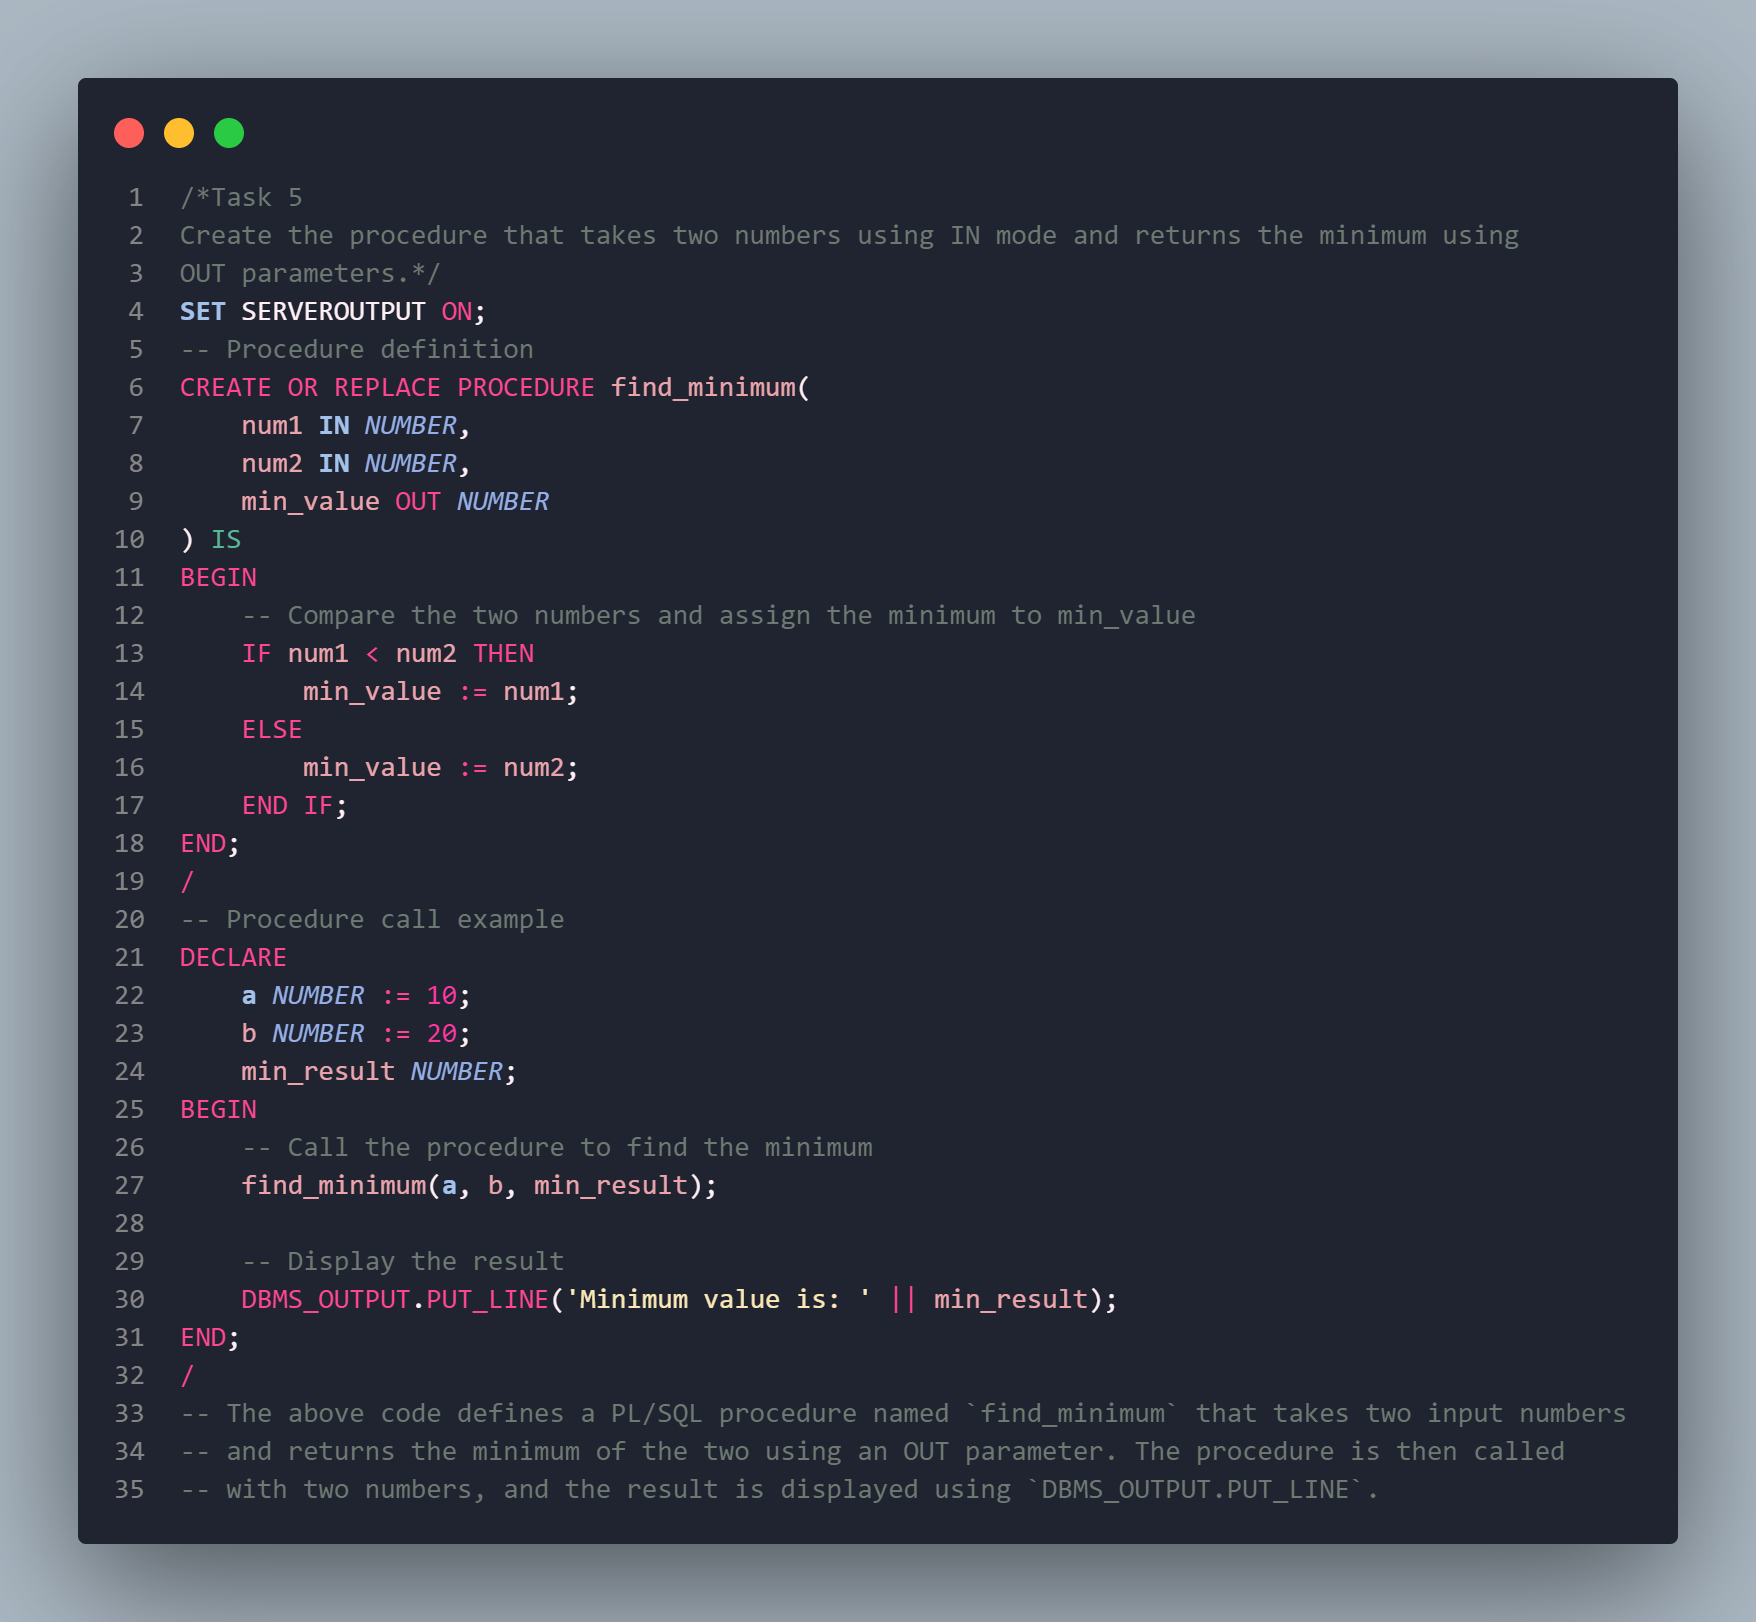 1 /*Task 5
2 Create the procedure that takes two numbers using IN mode and returns the minimum using
3 OUT parameters.*/
4 SET SERVEROUTPUT ON;
5 -- Procedure definition
6 CREATE OR REPLACE PROCEDURE find_minimum(
7     num1 IN NUMBER,
8     num2 IN NUMBER,
9     min_value OUT NUMBER
10 ) IS
11 BEGIN
12     -- Compare the two numbers and assign the minimum to min_value
13     IF num1 < num2 THEN
14         min_value := num1;
15     ELSE
16         min_value := num2;
17     END IF;
18 END;
19 /
20 -- Procedure call example
21 DECLARE
22     a NUMBER := 10;
23     b NUMBER := 20;
24     min_result NUMBER;
25 BEGIN
26     -- Call the procedure to find the minimum
27     find_minimum(a, b, min_result);
28
29     -- Display the result
30     DBMS_OUTPUT.PUT_LINE('Minimum value is: ' || min_result);
31 END;
32 /
33 -- The above code defines a PL/SQL procedure named `find_minimum` that takes two input numbers
34 -- and returns the minimum of the two using an OUT parameter. The procedure is then called
35 -- with two numbers, and the result is displayed using `DBMS_OUTPUT.PUT_LINE`.